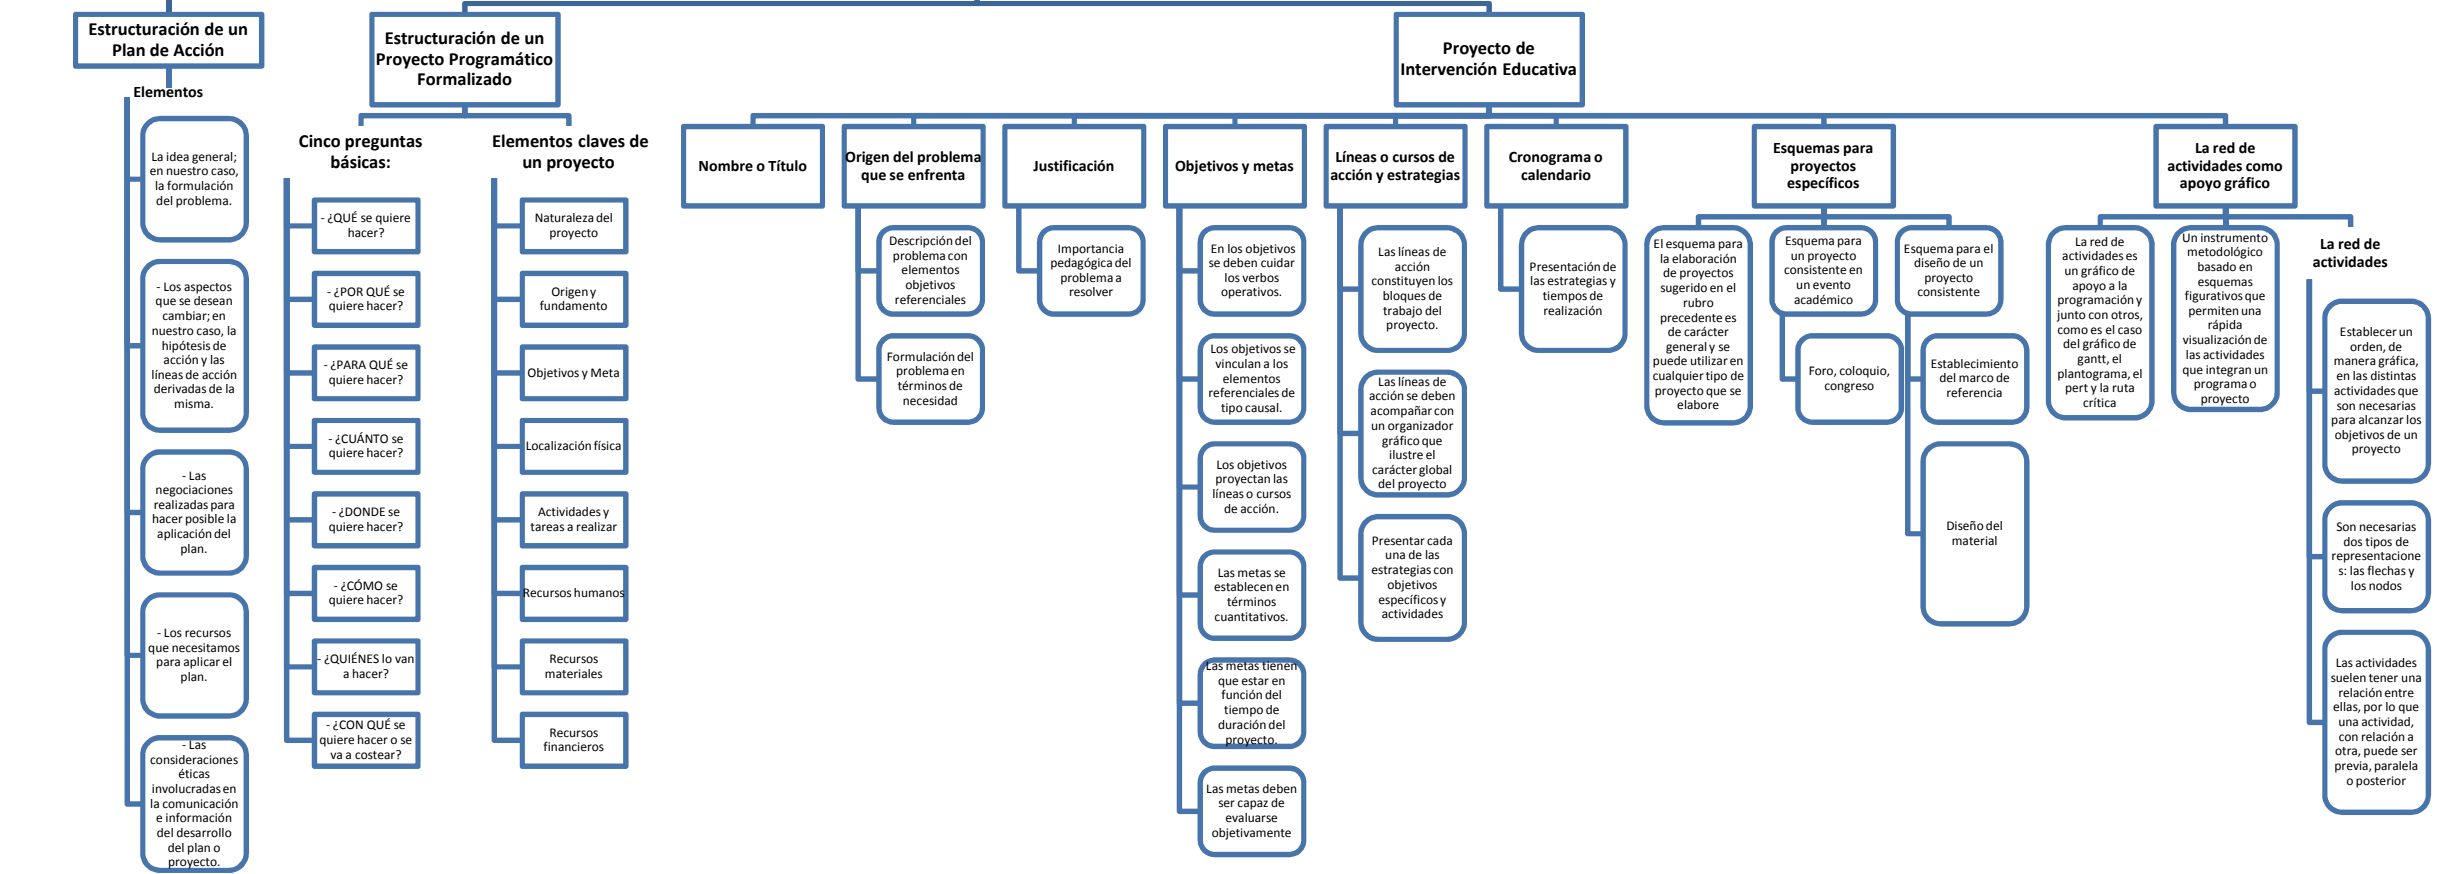 Estructuración de un
Plan de Acción
Elementos
La idea general;
en nuestro caso,
la formulación
del problema.
- Los aspectos
que se desean
cambiar; en
nuestro caso, la
hipótesis de
acción y las
líneas de acción
derivadas de la
misma.
- Las
negociaciones
realizadas para
hacer posible la
aplicación del
plan.
- Los recursos
que necesitamos
para aplicar el
plan.
- Las
consideraciones
éticas
involucradas en
la comunicación
e información
del desarrollo
del plan o
proyecto.
Estructuración de un
Proyecto Programático
Formalizado
Cinco preguntas
básicas:
- ¿QUÉ se quiere
hacer?
- ¿POR QUÉ se
quiere hacer?
- ¿PARA QUÉ se
quiere hacer?
- ¿CUÁNTO se
quiere hacer?
- ¿DONDE se
quiere hacer?
- ¿CÓMO se
quiere hacer?
- ¿QUIÉNES lo van
a hacer?
- ¿CON QUÉ se
quiere hacer o se
va a costear?
Elementos claves de
un proyecto
Naturaleza del
proyecto
Origen y
fundamento
Objetivos y Meta
Localización física
Actividades y
tareas a realizar
Recursos humanos
Recursos
materiales
Recursos
financieros
Proyecto de
Intervención Educativa
Nombre o Título
Origen del problema
que se enfrenta
Descripción del
problema con
elementos
objetivos
referenciales
Formulación del
problema en
términos de
necesidad
Justificación
Importancia
pedagógica del
problema a
resolver
Objetivos y metas
En los objetivos
se deben cuidar
los verbos
operativos.
Los objetivos se
vinculan a los
elementos
referenciales de
tipo causal.
Los objetivos
proyectan las
líneas o cursos
de acción.
Las metas se
establecen en
términos
cuantitativos.
Las metas tienen
que estar en
función del
tiempo de
duración del
proyecto.
Las metas deben
ser capaz de
evaluarse
objetivamente
Líneas o cursos de
acción y estrategias
Las líneas de
acción
constituyen los
bloques de
trabajo del
proyecto.
Las líneas de
acción se deben
acompañar con
un organizador
gráfico que
ilustre el
carácter global
del proyecto
Presentar cada
una de las
estrategias con
objetivos
específicos y
actividades
Cronograma o
calendario
Presentación de
las estrategias y
tiempos de
realización
Esquemas para
proyectos
específicos
El esquema para
la elaboración
de proyectos
sugerido en el
rubro
precedente es
de carácter
general y se
puede utilizar en
cualquier tipo de
proyecto que se
elabore
Esquema para
un proyecto
consistente en
un evento
académico
Foro, coloquio,
congreso
Esquema para el
diseño de un
proyecto
consistente
Establecimiento
del marco de
referencia
Diseño del
material
La red de
actividades como
apoyo gráfico
La red de
actividades es
un gráfico de
apoyo a la
programación y
junto con otros,
como es el caso
del gráfico de
gantt, el
plantograma, el
pert y la ruta
crítica
Un instrumento
metodológico
basado en
esquemas
figurativos que
permiten una
rápida
visualización de
las actividades
que integran un
programa o
proyecto
La red de
actividades
Establecer un
orden, de
manera gráfica,
en las distintas
actividades que
son necesarias
para alcanzar los
objetivos de un
proyecto
Son necesarias
dos tipos de
representacione
s: las flechas y
los nodos
Las actividades
suelen tener una
relación entre
ellas, por lo que
una actividad,
con relación a
otra, puede ser
previa, paralela
o posterior